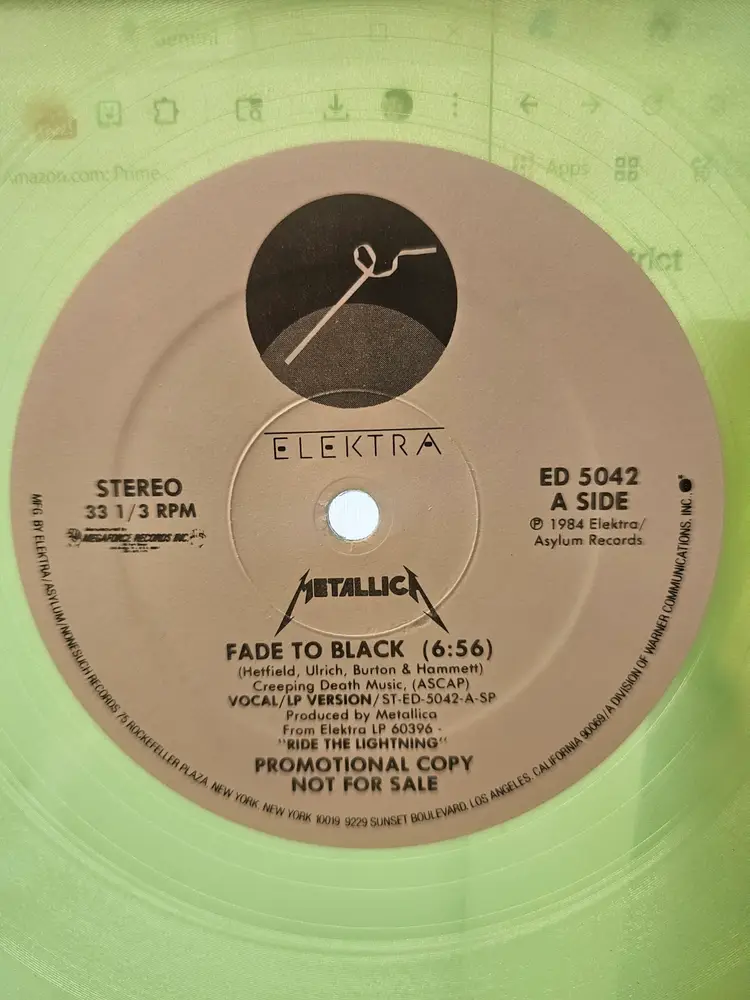 Gemini
Amazon.com: Prime
Apps
trict
ELEKTRA
STEREO
33 1/3 RPM
MEGAFORCE RECORDS INC.
ED 5042
A SIDE
℗ 1984 Elektra/
Asylum Records
METALLICA
FADE TO BLACK (6:56)
(Hetfield, Ulrich, Burton & Hammett)
Creeping Death Music, (ASCAP)
VOCAL/LP VERSION/ST-ED-5042-A-SP
Produced by Metallica
From Elektra LP 60396 -
"RIDE THE LIGHTNING"
PROMOTIONAL COPY
NOT FOR SALE
MFG. BY ELEKTRA/ASYLUM/NONESUCH RECORDS 75 ROCKEFELLER PLAZA, NEW YORK, NEW YORK 10019 9229 SUNSET BOULEVARD, LOS ANGELES, CALIFORNIA 90069/A DIVISION OF WARNER COMMUNICATIONS, INC.